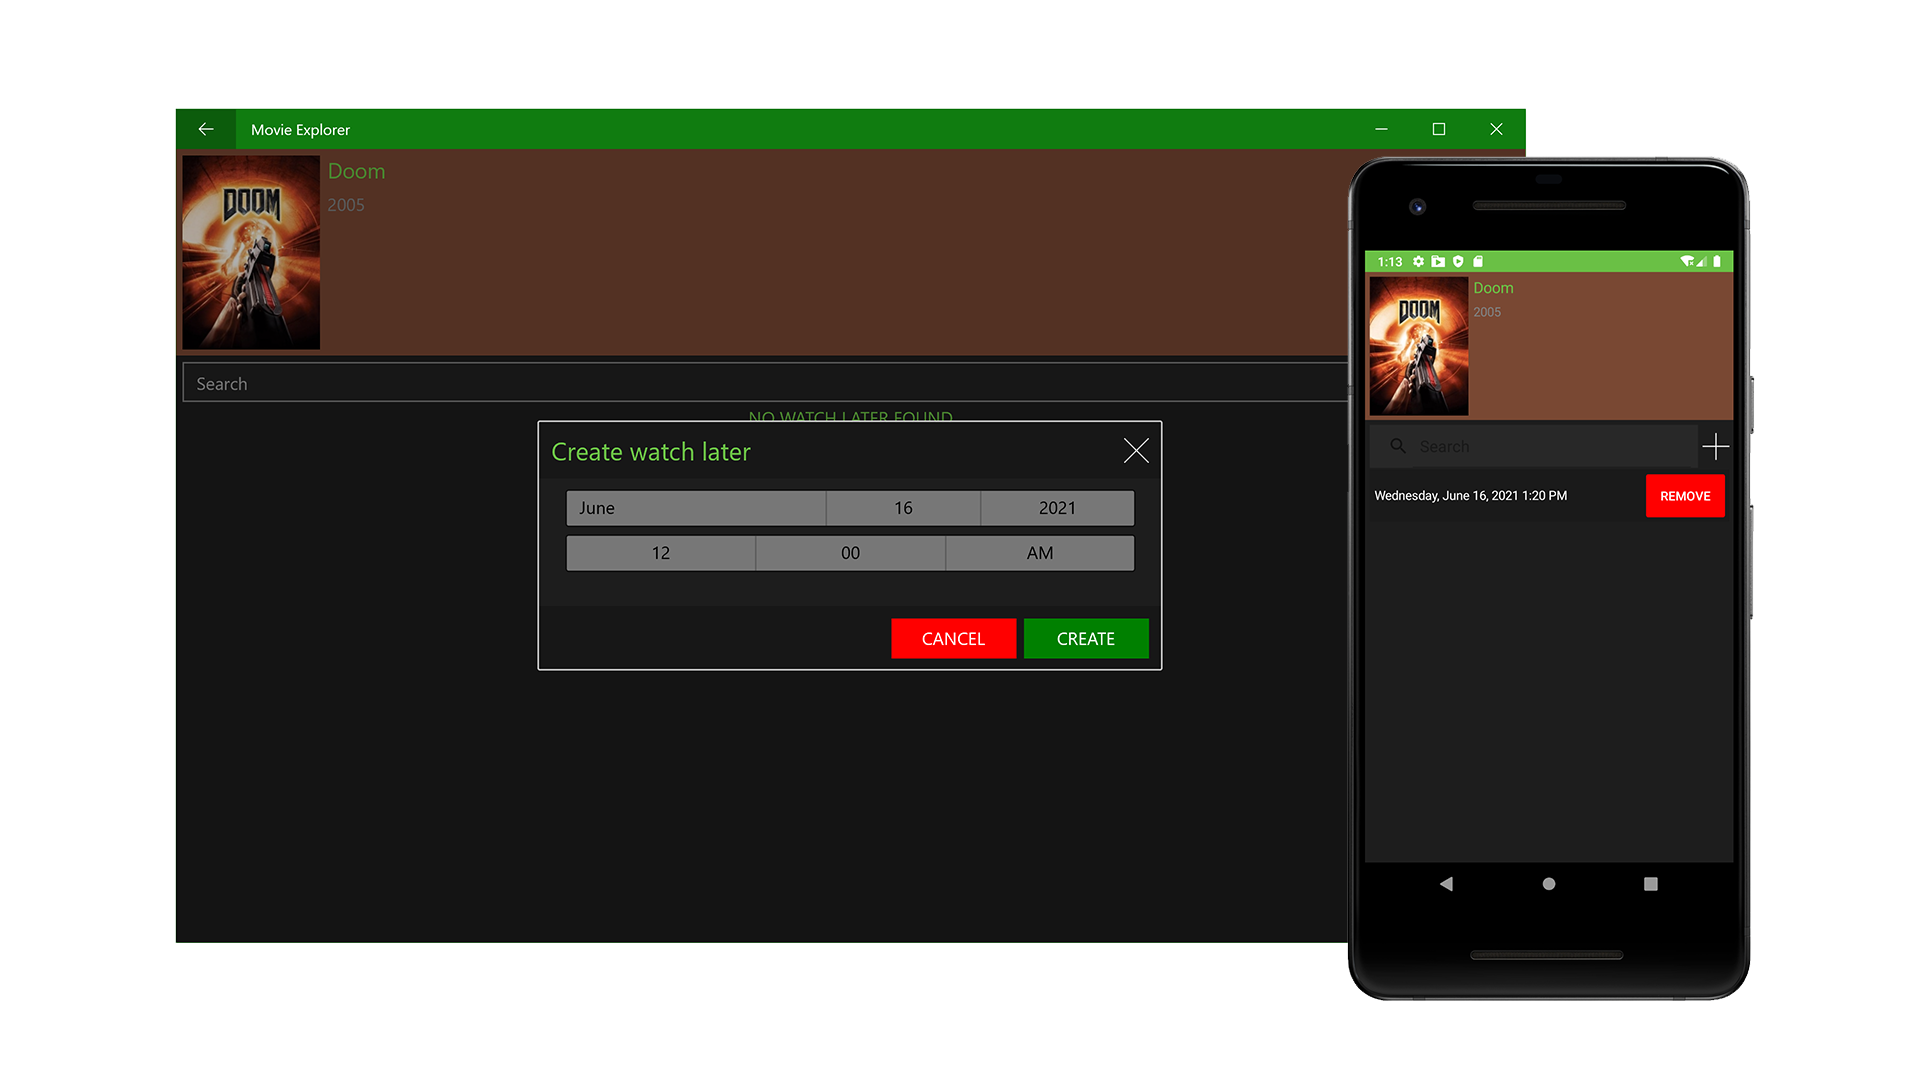 Movie Explorer
DOOM
Doom
2005
Search
NO WATCH LATER FOUND
Create watch later
June 16 2021
12 00 AM
CANCEL CREATE
1:13
DOOM
Doom
2005
Search
Wednesday, June 16, 2021 1:20 PM REMOVE